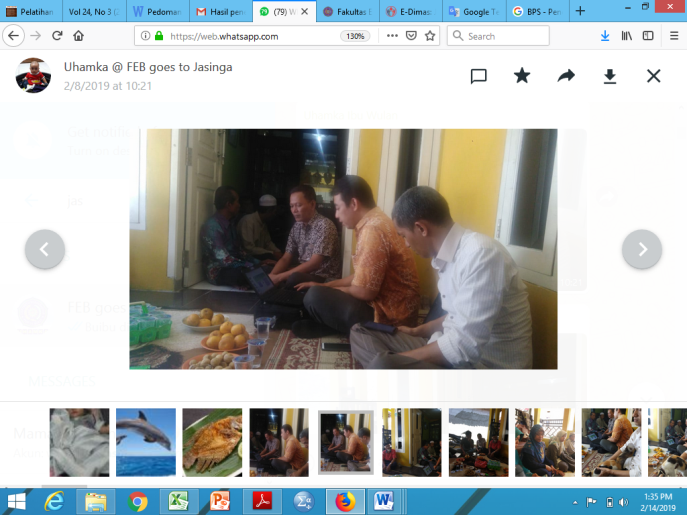 Pelatihan
Vol 24, No 3 (2
Pedoman
Hasil pen
(79) W
Fakultas E
E-Dimas:
Google Te
BPS - Pen
https://web.whatsapp.com
130%
Search
Uhamka @ FEB goes to Jasinga
2/8/2019 at 10:21
MESSAGES
1:35 PM
2/14/2019